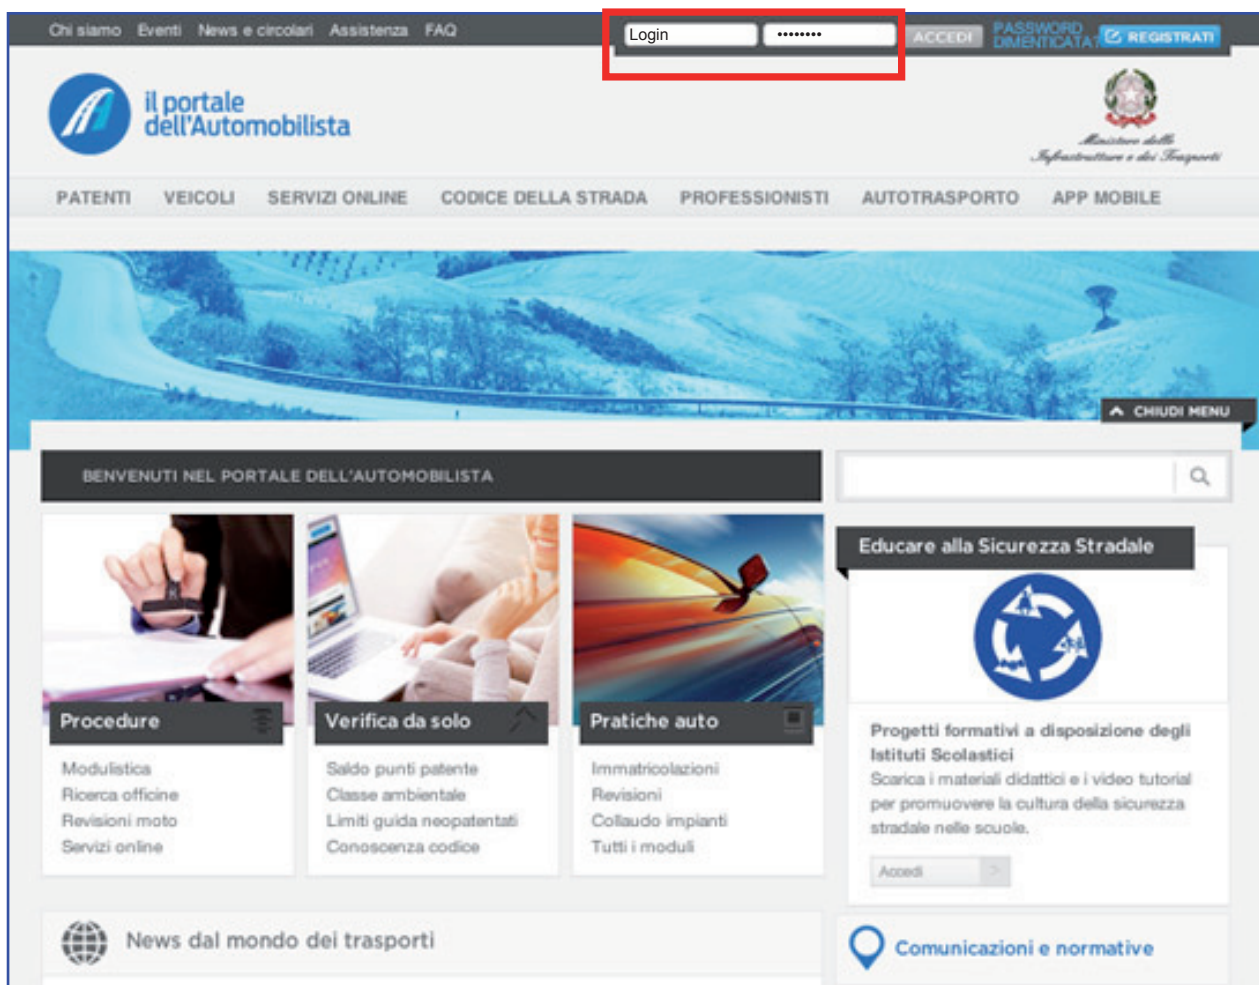 Chi siamo Eventi News e circolari Assistenza FAQ
Login •••••••• ACCEDI PASSWORD DIMENTICATA? REGISTRATI
il portale
dell'Automobilista
Ministero delle
Infrastrutture e dei Trasporti
PATENTI VEICOLI SERVIZI ONLINE CODICE DELLA STRADA PROFESSIONISTI AUTOTRASPORTO APP MOBILE
CHIUDI MENU
BENVENUTI NEL PORTALE DELL'AUTOMOBILISTA
Procedure
Modulistica
Ricerca officine
Revisioni moto
Servizi online
Verifica da solo
Saldo punti patente
Classe ambientale
Limiti guida neopatentati
Conoscenza codice
Pratiche auto
Immatricolazioni
Revisioni
Collaudo impianti
Tutti i moduli
Educare alla Sicurezza Stradale
Progetti formativi a disposizione degli
Istituti Scolastici
Scarica i materiali didattici e i video tutorial
per promuovere la cultura della sicurezza
stradale nelle scuole.
Accedi >
News dal mondo dei trasporti
Comunicazioni e normative